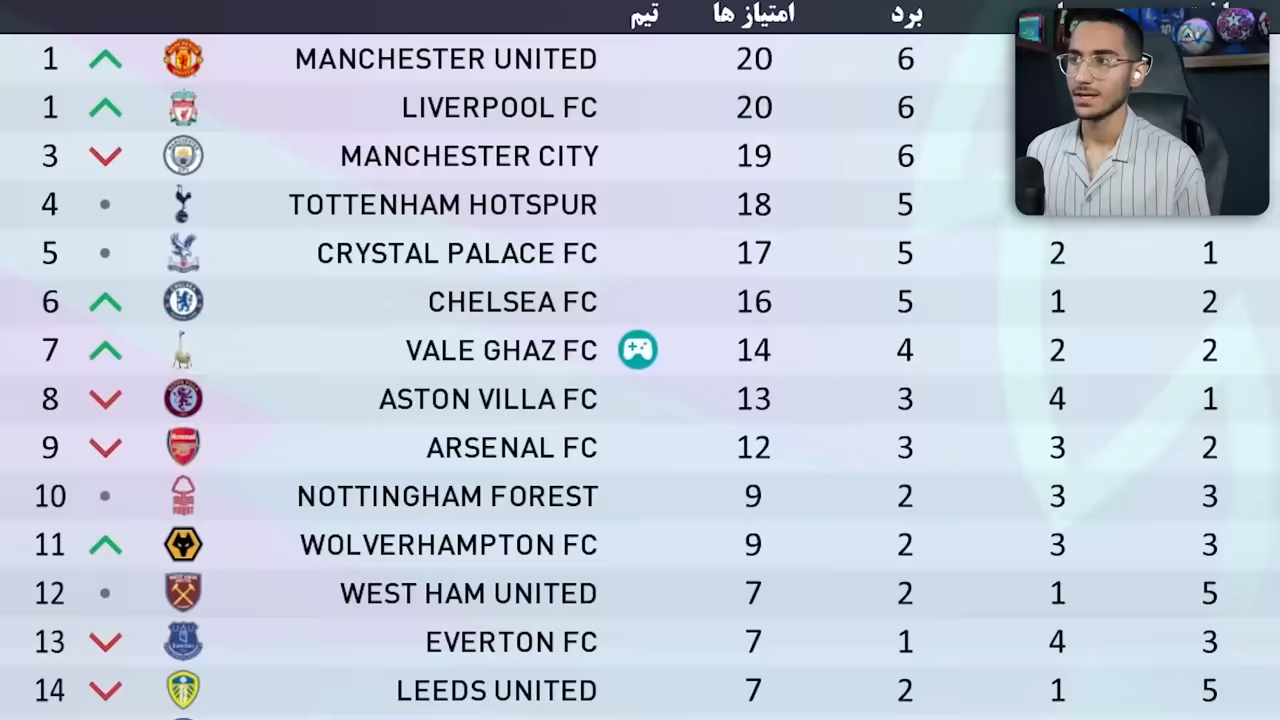 تیم امتیاز ها برد
1 MANCHESTER UNITED 20 6
1 LIVERPOOL FC 20 6
3 MANCHESTER CITY 19 6
4 TOTTENHAM HOTSPUR 18 5
5 CRYSTAL PALACE FC 17 5 2 1
6 CHELSEA FC 16 5 1 2
7 VALE GHAZ FC 14 4 2 2
8 ASTON VILLA FC 13 3 4 1
9 ARSENAL FC 12 3 3 2
10 NOTTINGHAM FOREST 9 2 3 3
11 WOLVERHAMPTON FC 9 2 3 3
12 WEST HAM UNITED 7 2 1 5
13 EVERTON FC 7 1 4 3
14 LEEDS UNITED 7 2 1 5